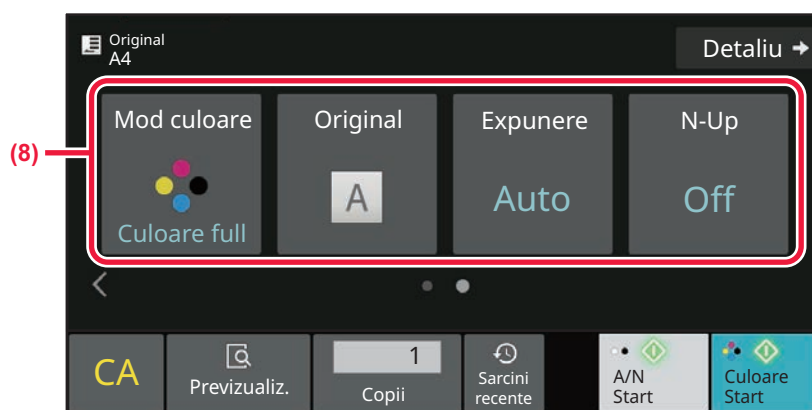 Original
A4
Detaliu
(8)
Mod culoare
Original
Expunere
N-Up
A
Culoare full
Auto
Off
CA
Previzualiz.
1
Copii
Sarcini
recente
A/N
Start
Culoare
Start